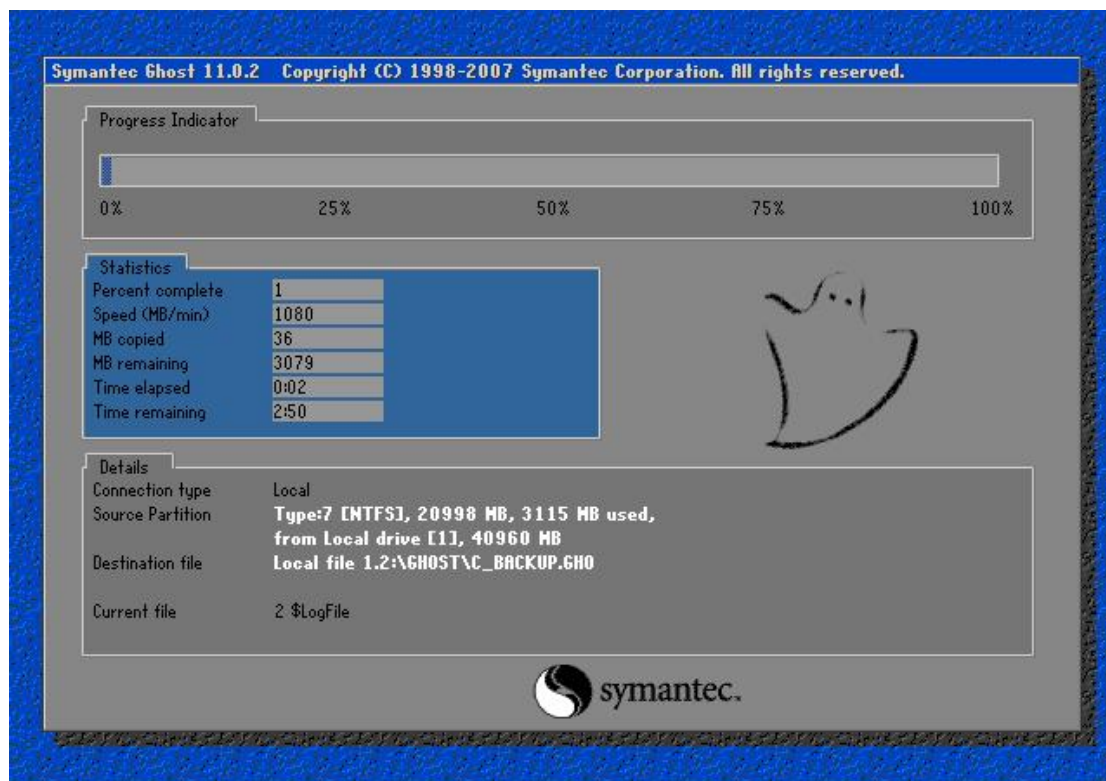 Symantec Ghost 11.0.2 Copyright (C) 1998-2007 Symantec Corporation. All rights reserved.
Progress Indicator
0% 25% 50% 75% 100%
Statistics
Percent complete 1
Speed (MB/min) 1080
MB copied 36
MB remaining 3079
Time elapsed 0:02
Time remaining 2:50
Details
Connection type Local
Source Partition Type:7 [NTFS], 20998 MB, 3115 MB used,
from Local drive [1], 40960 MB
Destination file Local file 1.2:\GHOST\C_BACKUP.GHO
Current file 2 $LogFile
symantec.